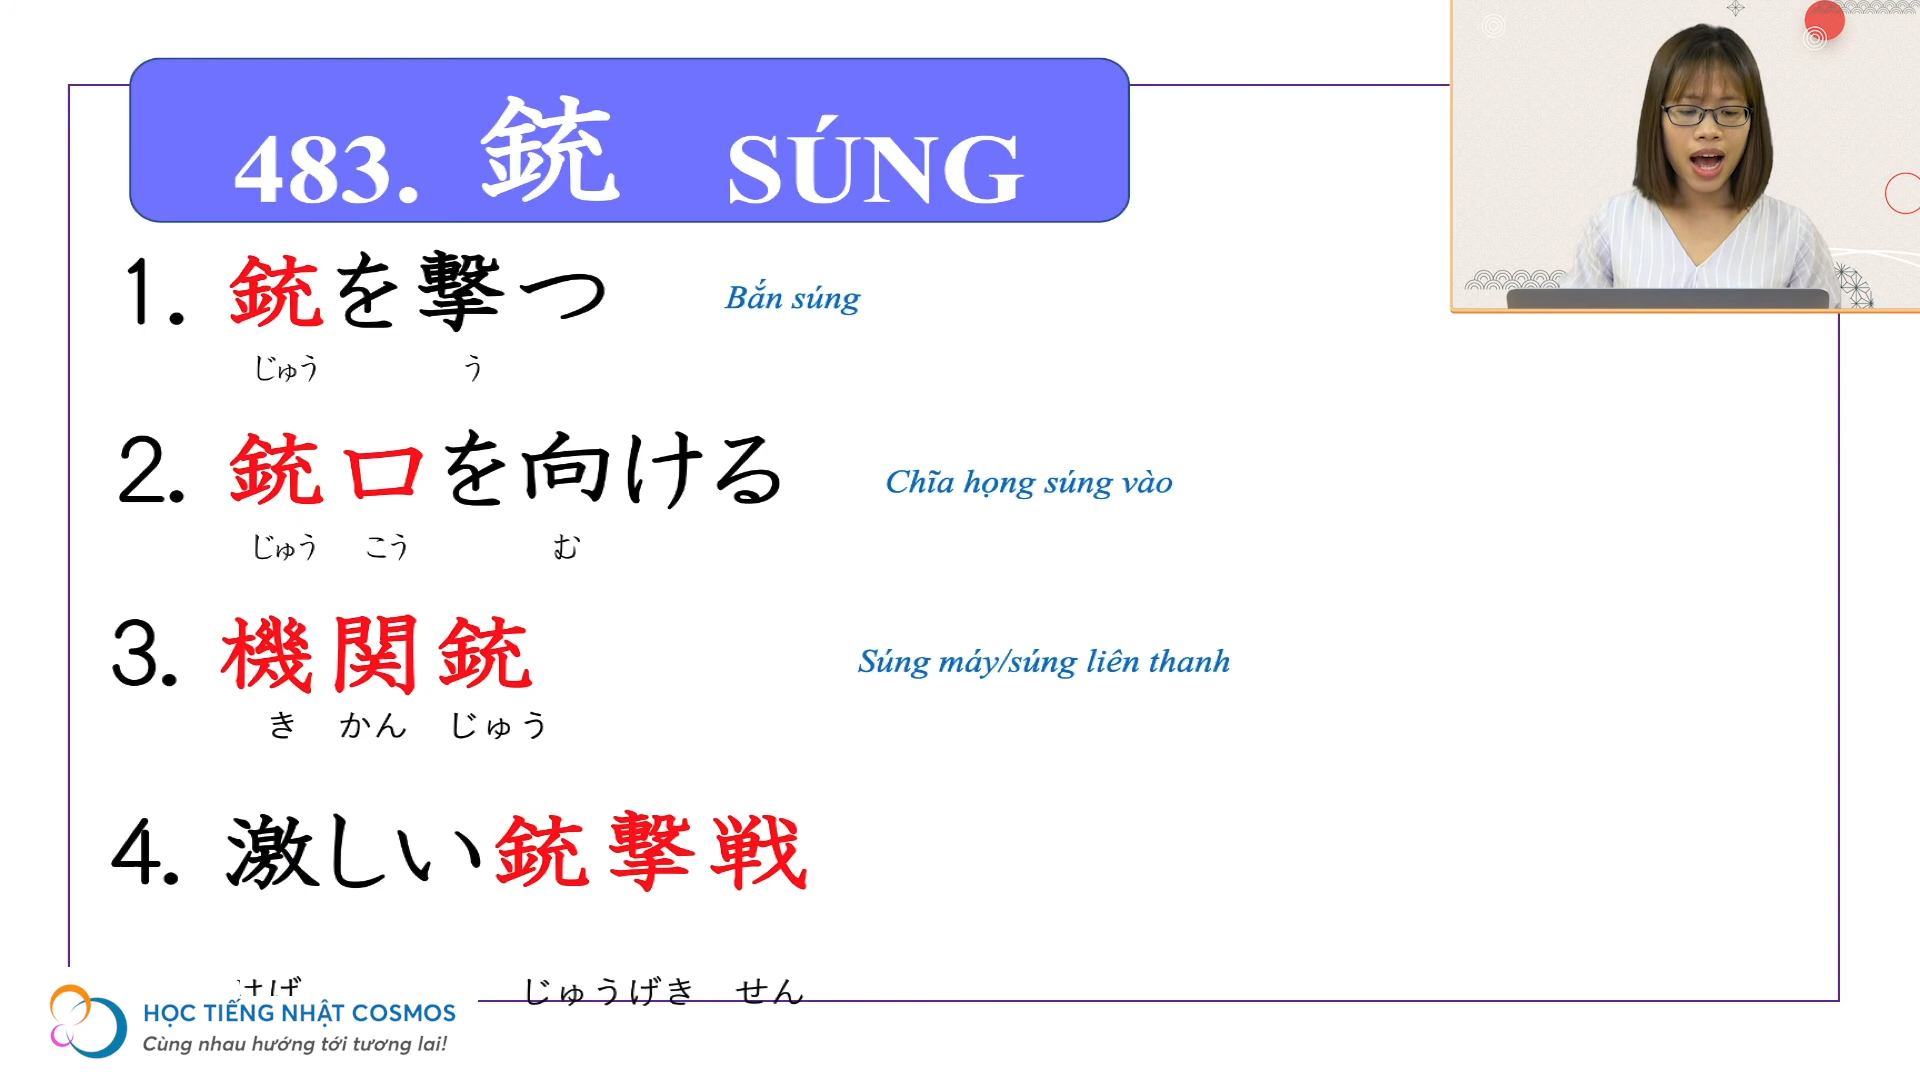 483. 銃 SÚNG
1. 銃を撃つ Bắn súng
じゅう う
2. 銃口を向ける Chĩa họng súng vào
じゅう こう む
3. 機関銃 Súng máy/súng liên thanh
き かん じゅう
4. 激しい銃撃戦
はげ じゅうげき せん
HỌC TIẾNG NHẬT COSMOS
Cùng nhau hướng tới tương lai!